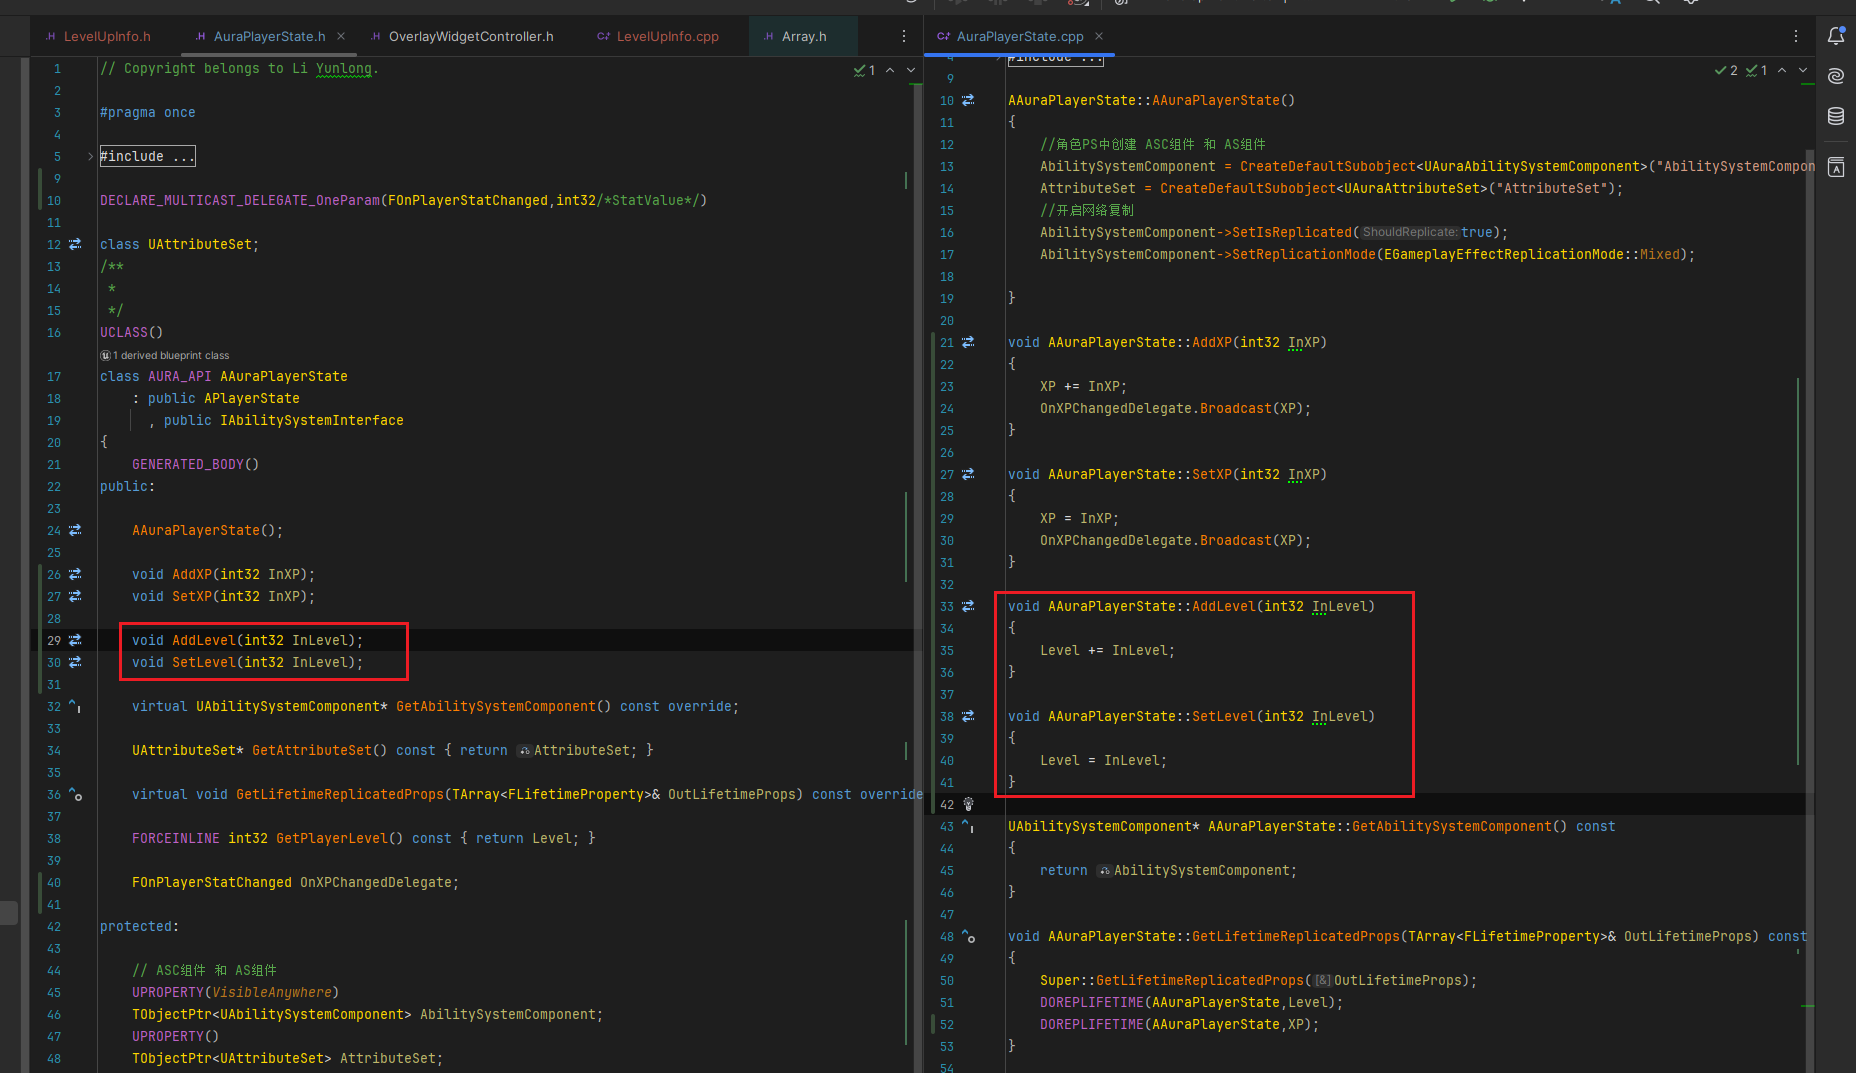 LevelUpInfo.h
AuraPlayerState.h
OverlayWidgetController.h
LevelUpInfo.cpp
Array.h
1 // Copyright belongs to Li Yunlong.
1
2
3 #pragma once
4
5 #include ...
9
10 DECLARE_MULTICAST_DELEGATE_OneParam(FOnPlayerStatChanged,int32/*StatValue*/)
11
12 class UAttributeSet;
13 /**
14 *
15 */
16 UCLASS()
1 derived blueprint class
17 class AURA_API AAuraPlayerState
18 : public APlayerState
19 , public IAbilitySystemInterface
20 {
21 GENERATED_BODY()
22 public:
23
24 AAuraPlayerState();
25
26 void AddXP(int32 InXP);
27 void SetXP(int32 InXP);
28
29 void AddLevel(int32 InLevel);
30 void SetLevel(int32 InLevel);
31
32 virtual UAbilitySystemComponent* GetAbilitySystemComponent() const override;
33
34 UAttributeSet* GetAttributeSet() const { return AttributeSet; }
35
36 virtual void GetLifetimeReplicatedProps(TArray<FLifetimeProperty>& OutLifetimeProps) const override
37
38 FORCEINLINE int32 GetPlayerLevel() const { return Level; }
39
40 FOnPlayerStatChanged OnXPChangedDelegate;
41
42 protected:
43
44 // ASC组件 和 AS组件
45 UPROPERTY(VisibleAnywhere)
46 TObjectPtr<UAbilitySystemComponent> AbilitySystemComponent;
47 UPROPERTY()
48 TObjectPtr<UAttributeSet> AttributeSet;
AuraPlayerState.cpp
#include ...
2 1
9
10 AAuraPlayerState::AAuraPlayerState()
11 {
12 //角色PS中创建 ASC组件 和 AS组件
13 AbilitySystemComponent = CreateDefaultSubobject<UAuraAbilitySystemComponent>("AbilitySystemCompon
14 AttributeSet = CreateDefaultSubobject<UAuraAttributeSet>("AttributeSet");
15 //开启网络复制
16 AbilitySystemComponent->SetIsReplicated(ShouldReplicate:true);
17 AbilitySystemComponent->SetReplicationMode(EGameplayEffectReplicationMode::Mixed);
18
19 }
20
21 void AAuraPlayerState::AddXP(int32 InXP)
22 {
23 XP += InXP;
24 OnXPChangedDelegate.Broadcast(XP);
25 }
26
27 void AAuraPlayerState::SetXP(int32 InXP)
28 {
29 XP = InXP;
30 OnXPChangedDelegate.Broadcast(XP);
31 }
32
33 void AAuraPlayerState::AddLevel(int32 InLevel)
34 {
35 Level += InLevel;
36 }
37
38 void AAuraPlayerState::SetLevel(int32 InLevel)
39 {
40 Level = InLevel;
41 }
42
43 UAbilitySystemComponent* AAuraPlayerState::GetAbilitySystemComponent() const
44 {
45 return AbilitySystemComponent;
46 }
47
48 void AAuraPlayerState::GetLifetimeReplicatedProps(TArray<FLifetimeProperty>& OutLifetimeProps) const
49 {
50 Super::GetLifetimeReplicatedProps([&]OutLifetimeProps);
51 DOREPLIFETIME(AAuraPlayerState,Level);
52 DOREPLIFETIME(AAuraPlayerState,XP);
53 }
54